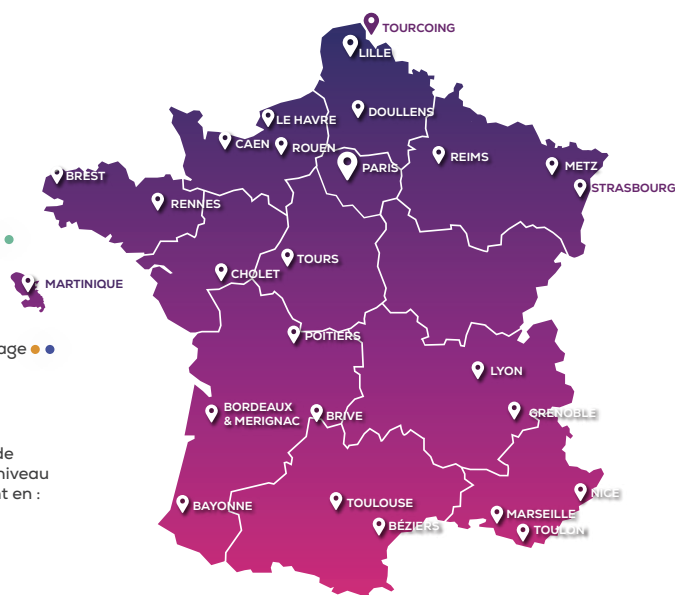 TOURCOING
LILLE
DOULLENS
LE HAVRE
CAEN
ROUEN
REIMS
PARIS
METZ
BREST
STRASBOURG
RENNES
TOURS
CHOLET
MARTINIQUE
POITIERS
age
LYON
BORDEAUX
& MERIGNAC
BRIVE
GRENOBLE
de
niveau
t en :
NICE
BAYONNE
TOULOUSE
MARSEILLE
BÉZIERS
TOULON